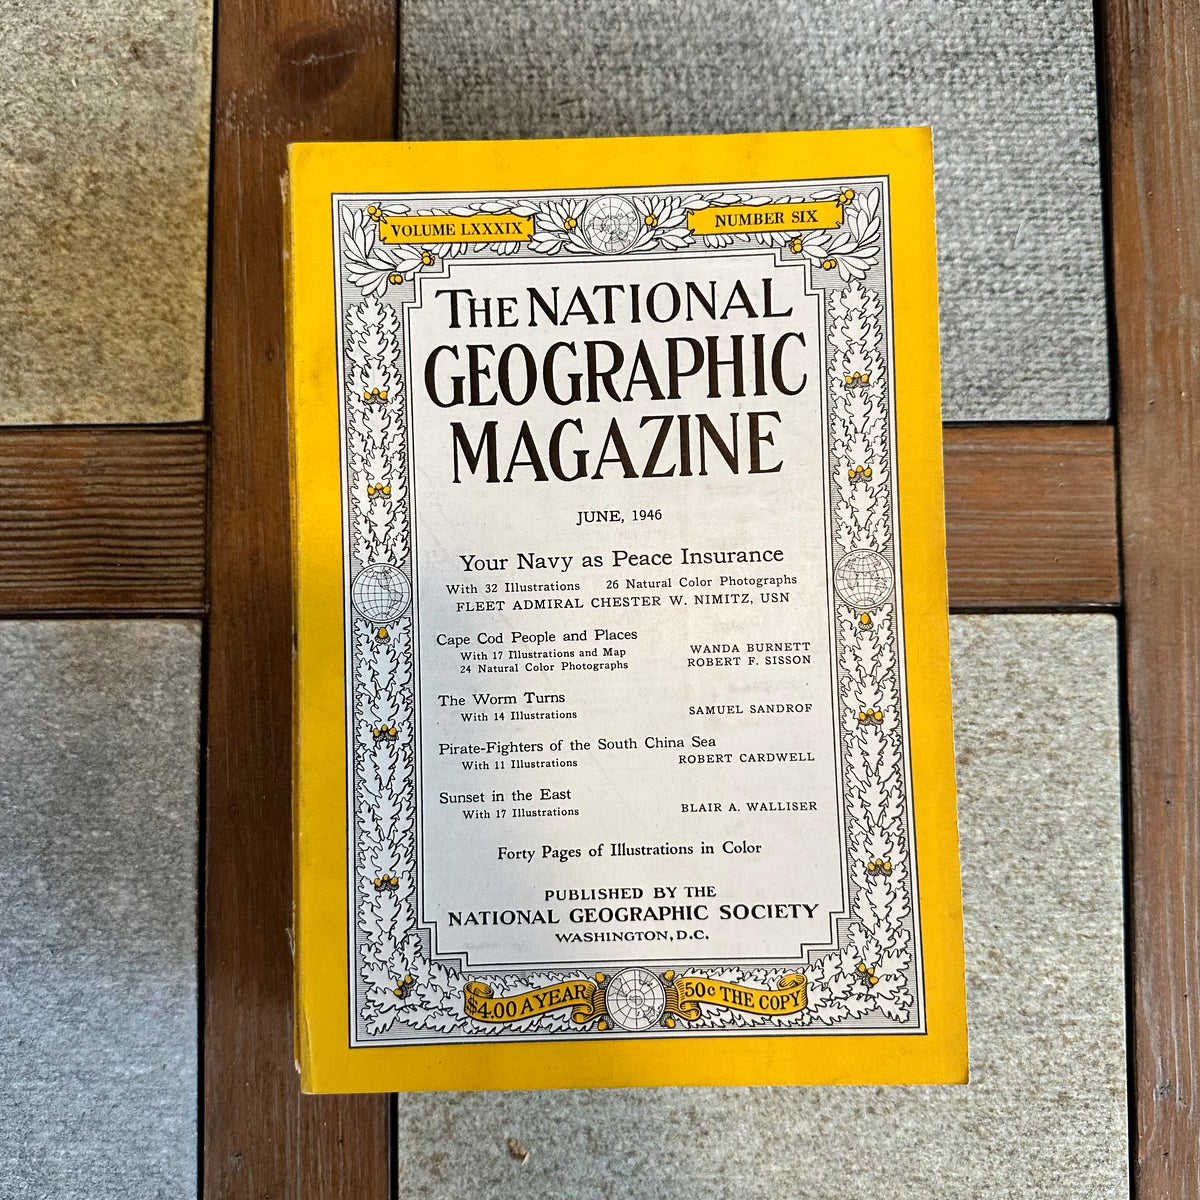 VOLUME LXXXIX
NUMBER SIX
THE NATIONAL
GEOGRAPHIC
MAGAZINE
JUNE, 1946
Your Navy as Peace Insurance
With 32 Illustrations 26 Natural Color Photographs
FLEET ADMIRAL CHESTER W. NIMITZ, USN
Cape Cod People and Places
With 17 Illustrations and Map
24 Natural Color Photographs
WANDA BURNETT
ROBERT F. SISSON
The Worm Turns
With 14 Illustrations
SAMUEL SANDROF
Pirate-Fighters of the South China Sea
With 11 Illustrations
ROBERT CARDWELL
Sunset in the East
With 17 Illustrations
BLAIR A. WALLISER
Forty Pages of Illustrations in Color
PUBLISHED BY THE
NATIONAL GEOGRAPHIC SOCIETY
WASHINGTON, D.C.
$4.00 A YEAR
50c THE COPY